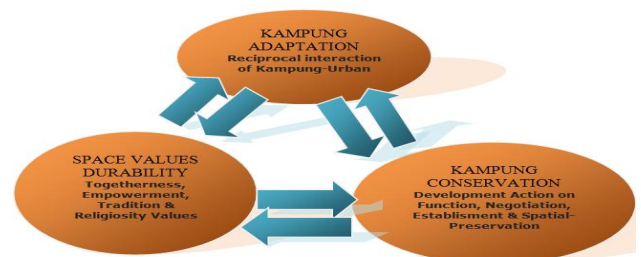 KAMPUNG
ADAPTATION
Reciprocal interaction
of Kampung-Urban
SPACE VALUES
DURABILITY
Togetherness,
Empowerment,
Tradition &
Religiosity Values
KAMPUNG
CONSERVATION
Development Action on
Function, Negotiation,
Establisment & Spatial-
Preservation